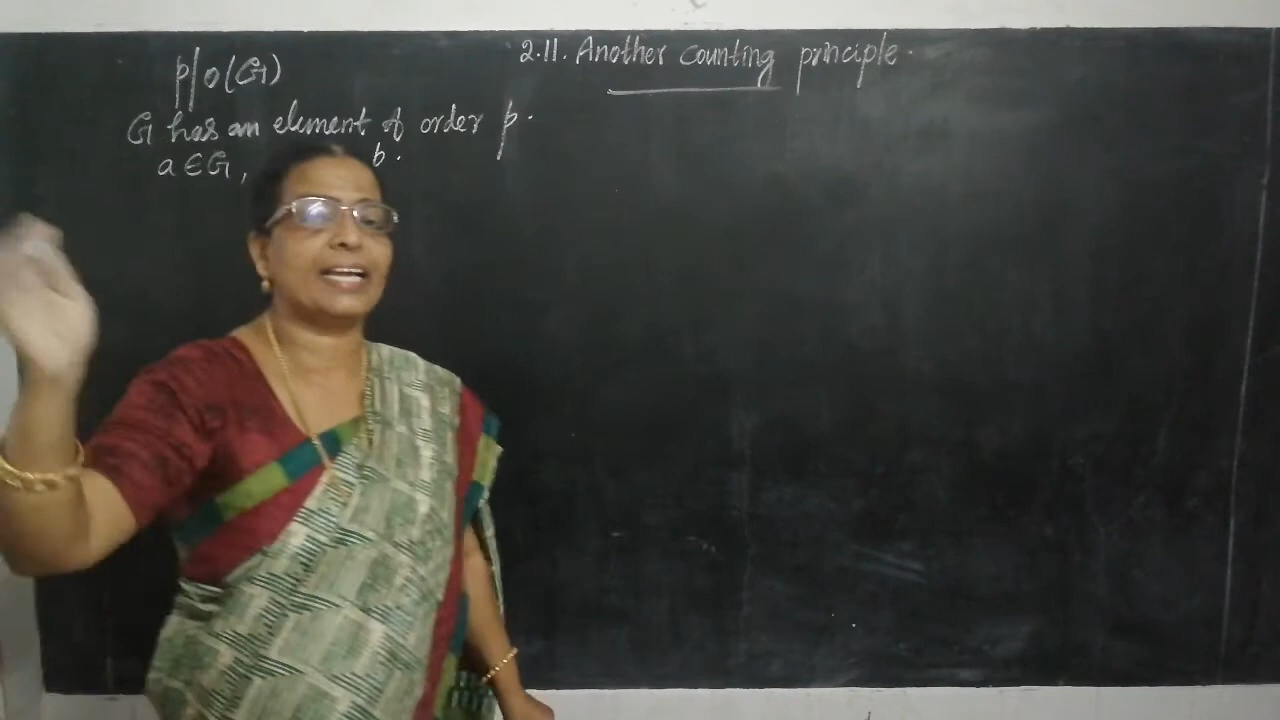 2.11. Another counting principle.
p/o(G)
G has an element of order p.
a ∈ G, b.